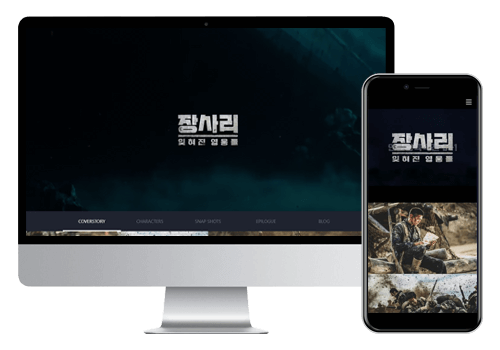 장사리
잊혀진 영웅들
COVERSTORY
CHARACTERS
SNAP SHOTS
EPILOGUE
BLOG
장사리
잊혀진 영웅들